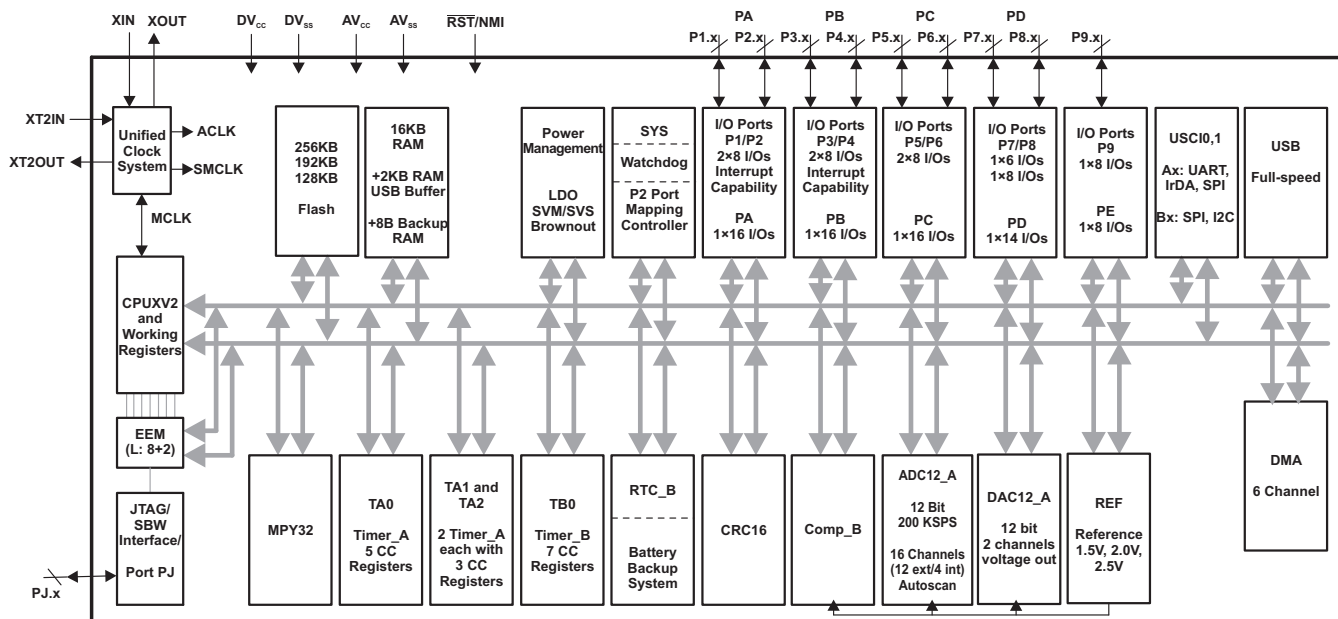 XIN
XOUT
DVCC
DVSS
AVCC
AVSS
RST/NMI
PA
PB
PC
PD
P1.x
P2.x
P3.x
P4.x
P5.x
P6.x
P7.x
P8.x
P9.x
XT2IN
XT2OUT
Unified
Clock
System
ACLK
SMCLK
MCLK
256KB
192KB
128KB
Flash
16KB
RAM
+2KB RAM
USB Buffer
+8B Backup
RAM
Power
Management
LDO
SVM/SVS
Brownout
SYS
Watchdog
P2 Port
Mapping
Controller
I/O Ports
P1/P2
2×8 I/Os
Interrupt
Capability
PA
1×16 I/Os
I/O Ports
P3/P4
2×8 I/Os
Interrupt
Capability
PB
1×16 I/Os
I/O Ports
P5/P6
2×8 I/Os
PC
1×16 I/Os
I/O Ports
P7/P8
1×6 I/Os
1×8 I/Os
PD
1×14 I/Os
I/O Ports
P9
1×8 I/Os
PE
1×8 I/Os
USCI0,1
Ax: UART,
IrDA, SPI
Bx: SPI, I2C
USB
Full-speed
CPUXV2
and
Working
Registers
EEM
(L: 8+2)
JTAG/
SBW
Interface/
Port PJ
PJ.x
MPY32
TA0
Timer_A
5 CC
Registers
TA1 and
TA2
2 Timer_A
each with
3 CC
Registers
TB0
Timer_B
7 CC
Registers
RTC_B
Battery
Backup
System
CRC16
Comp_B
ADC12_A
12 Bit
200 KSPS
16 Channels
(12 ext/4 int)
Autoscan
DAC12_A
12 bit
2 channels
voltage out
REF
Reference
1.5V, 2.0V,
2.5V
DMA
6 Channel